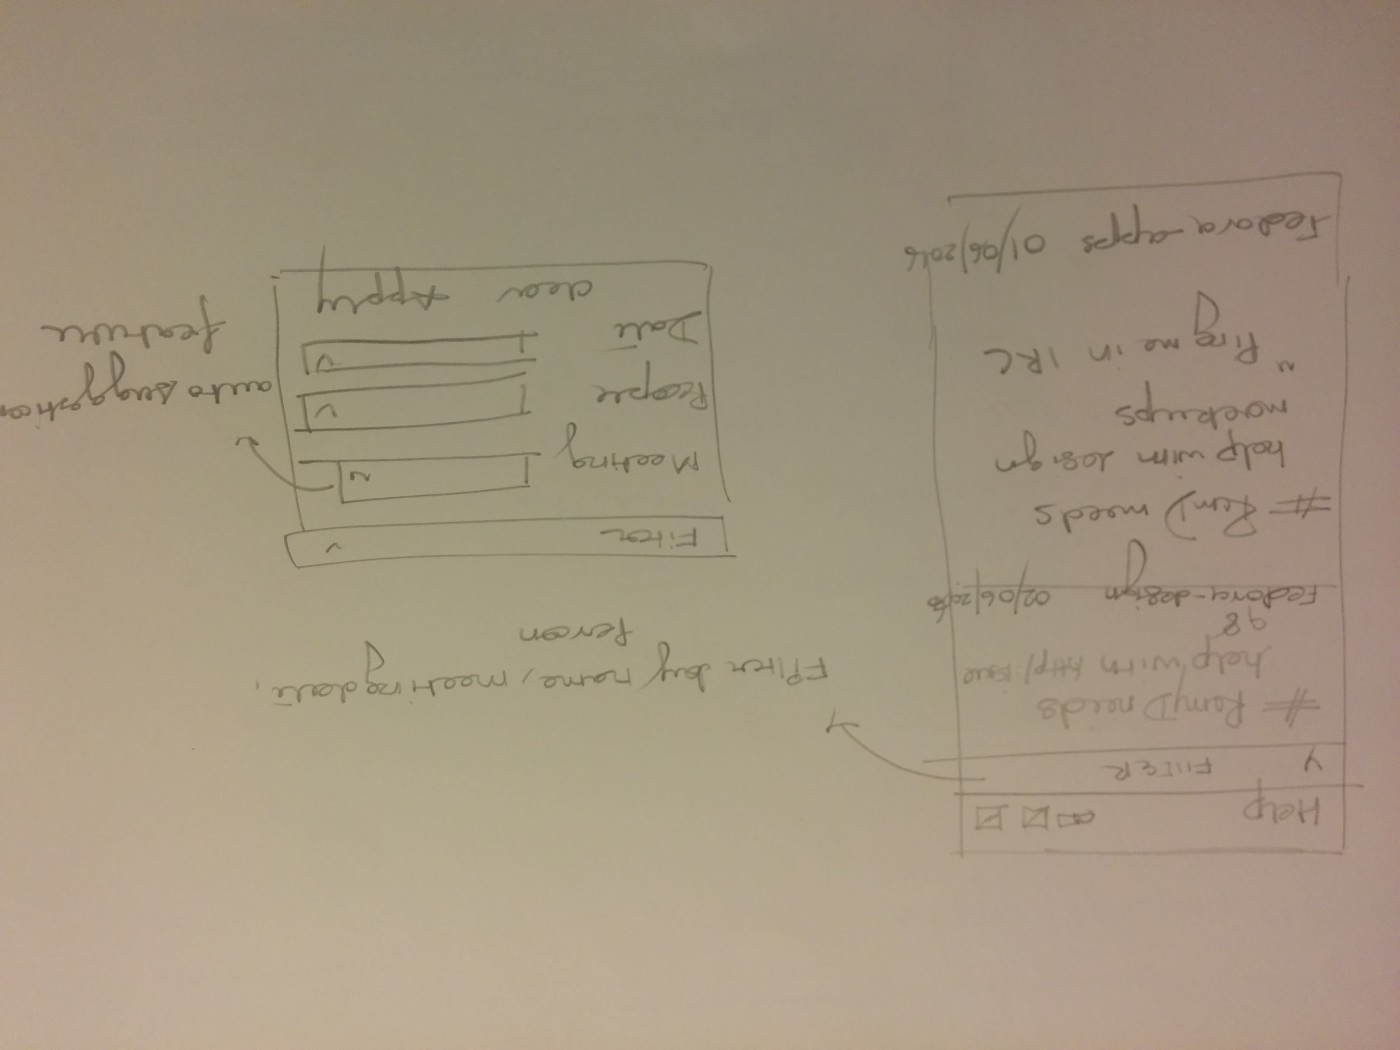 Help
FILTER
# RemyD needs
help with http/issue
98
Fedora-design 02/06/2016
# RemyD needs
help with design
mockups
" Ping me in IRC
Fedora-apps 01/06/2016
Filter by name, meeting date,
Person
Filter
Meeting
People
Date
clear Apply
auto suggestion
feature